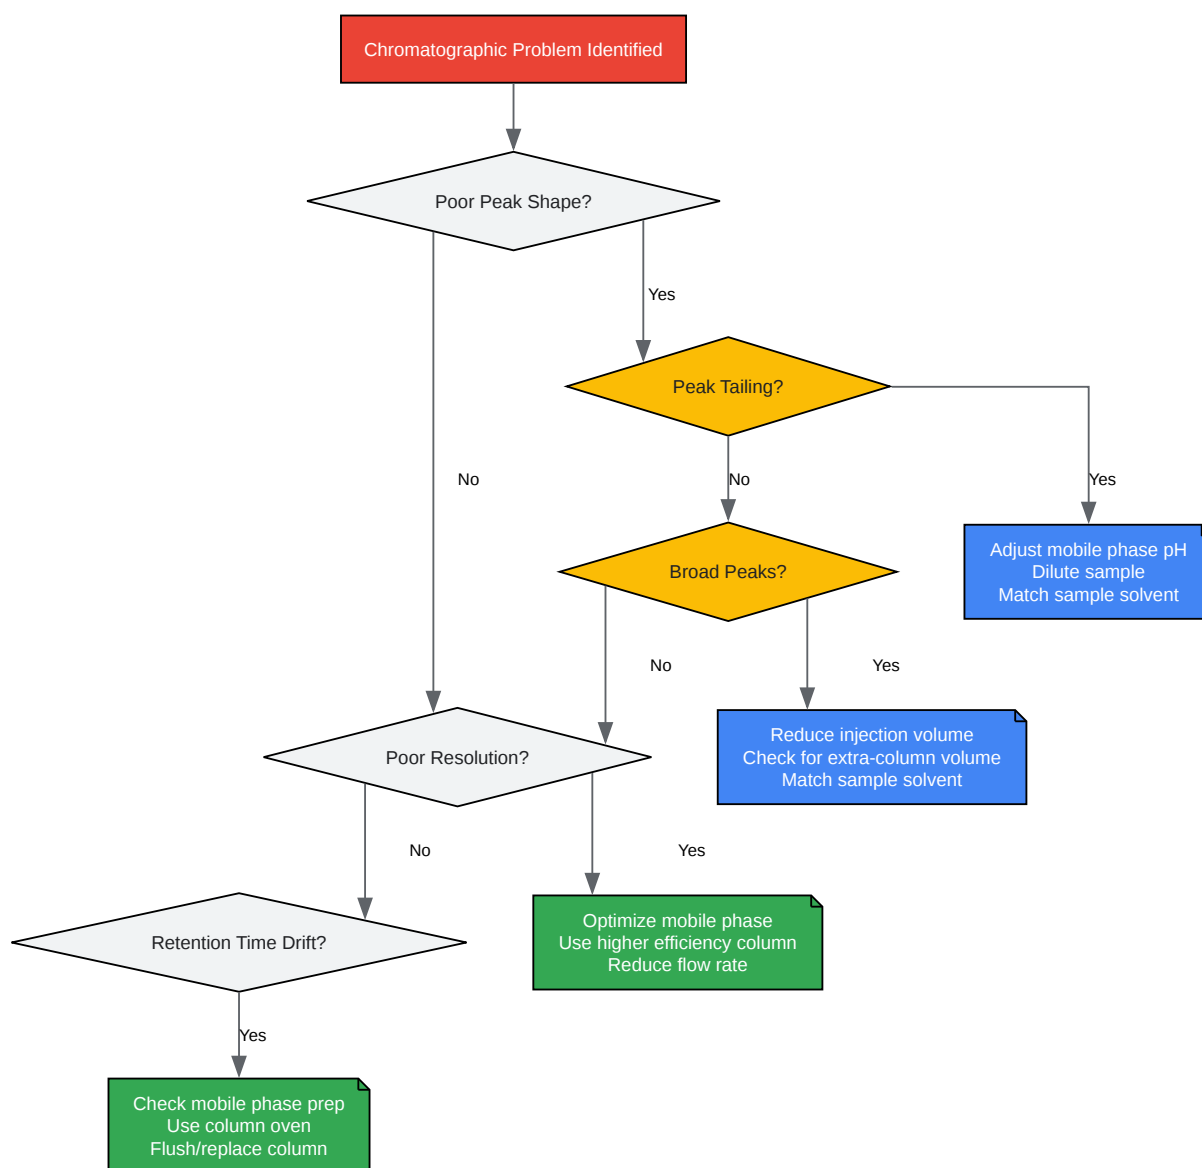 Chromatographic Problem Identified
Poor Peak Shape?
Yes
Peak Tailing?
No
No
Yes
Adjust mobile phase pH
Dilute sample
Match sample solvent
Broad Peaks?
No
Yes
Reduce injection volume
Check for extra-column volume
Match sample solvent
Poor Resolution?
No
Yes
Optimize mobile phase
Use higher efficiency column
Reduce flow rate
Retention Time Drift?
Yes
Check mobile phase prep
Use column oven
Flush/replace column